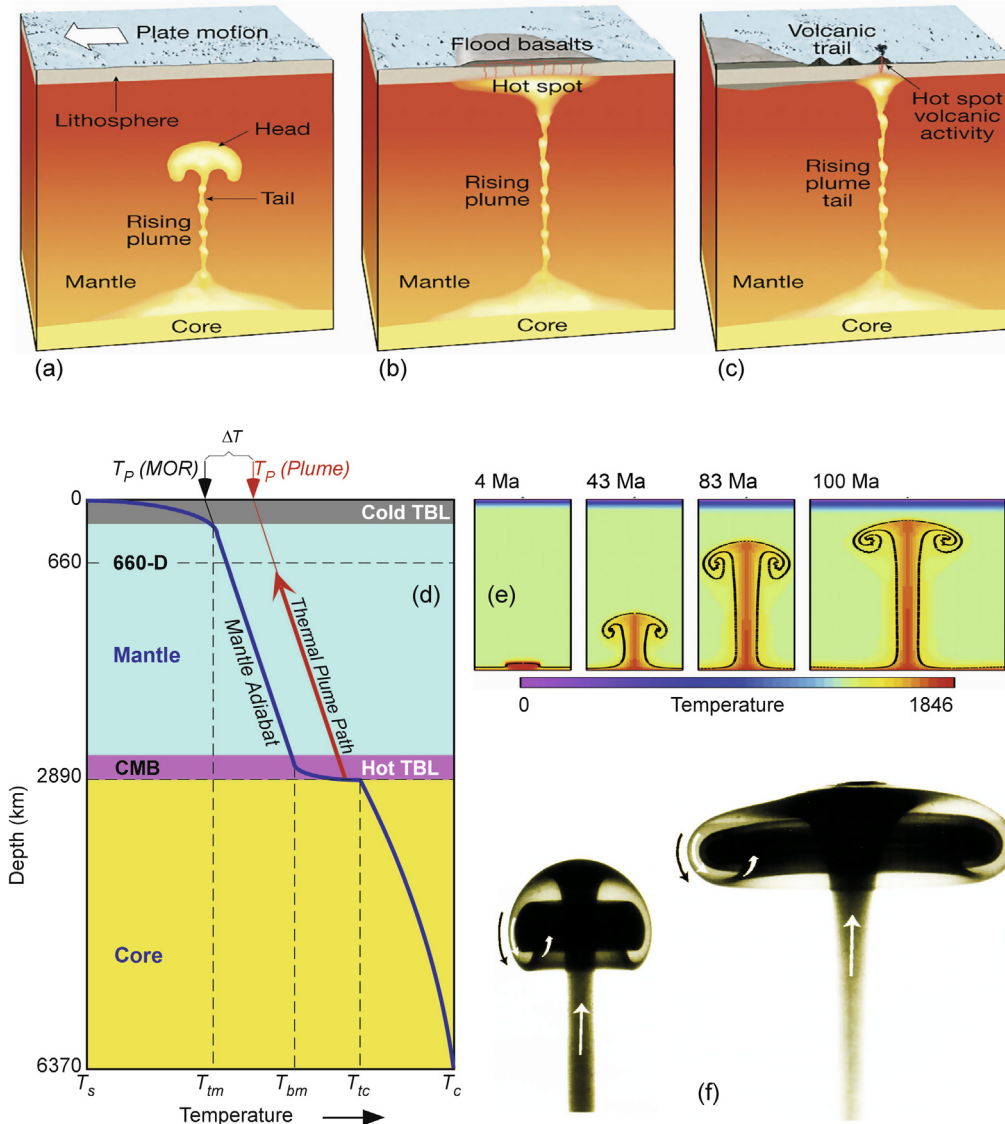 Plate motion
Lithosphere
Head
Tail
Rising
plume
Mantle
Core
(a)
Flood basalts
Hot spot
Rising
plume
Mantle
Core
(b)
Volcanic
trail
Hot spot
volcanic
activity
Rising
plume
tail
Mantle
Core
(c)
ΔT
T_P (MOR)
T_P (Plume)
0
Cold TBL
660
660-D
(d)
Mantle
Mantle Adiabat
Thermal Plume Path
CMB
Hot TBL
2890
Depth (km)
Core
6370
T_s
T_tm
T_bm
T_tc
T_c
Temperature
4 Ma
43 Ma
83 Ma
100 Ma
(e)
0
Temperature
1846
(f)